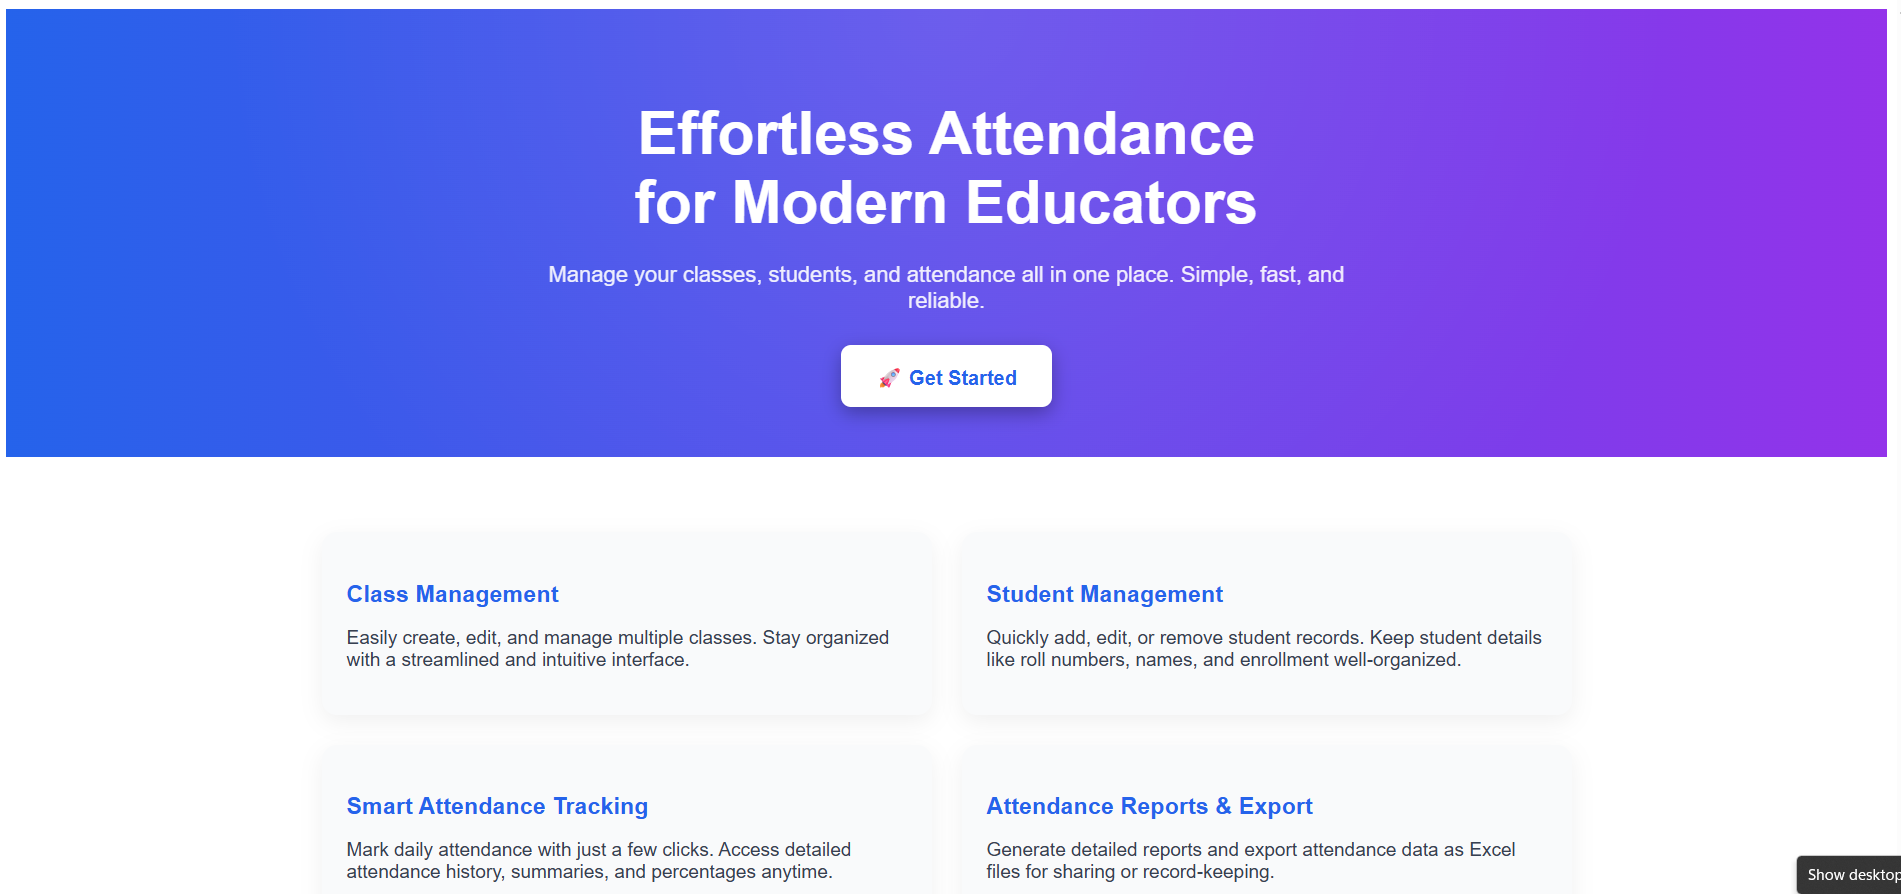 Effortless Attendance
for Modern Educators
Manage your classes, students, and attendance all in one place. Simple, fast, and
reliable.
🚀 Get Started
Class Management
Easily create, edit, and manage multiple classes. Stay organized
with a streamlined and intuitive interface.
Student Management
Quickly add, edit, or remove student records. Keep student details
like roll numbers, names, and enrollment well-organized.
Smart Attendance Tracking
Mark daily attendance with just a few clicks. Access detailed
attendance history, summaries, and percentages anytime.
Attendance Reports & Export
Generate detailed reports and export attendance data as Excel
files for sharing or record-keeping.
Show desktop